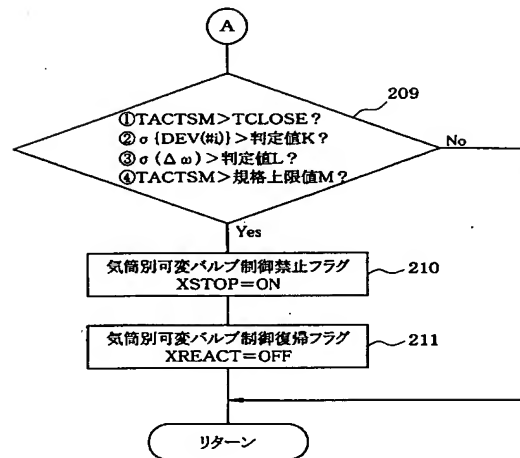 A
209
①TACTSM>TCLOSE?
②σ{DEV(#i)}>判定値K?
③σ(Δω)>判定値L?
④TACTSM>規格上限値M?
No
Yes
気筒別可変バルブ制御禁止フラグ
XSTOP=ON
210
気筒別可変バルブ制御復帰フラグ
XREACT=OFF
211
リターン